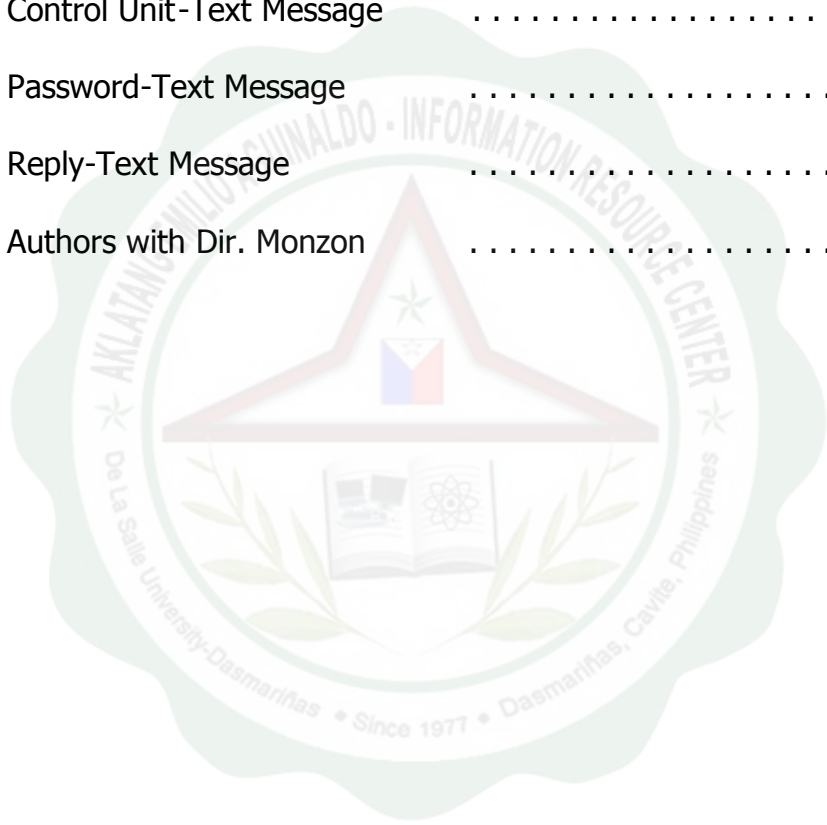 Control Unit-Text Message . . . . . . . . . . . . . . . . . .
Password-Text Message . . . . . . . . . . . . . . . . . . .
Reply-Text Message . . . . . . . . . . . . . . . . . . .
Authors with Dir. Monzon . . . . . . . . . . . . . . . . . . .
AKLATANG EMILIO AGUINALDO - INFORMATION RESOURCE CENTER
De La Salle University-Dasmariñas • Since 1977 • Dasmariñas, Cavite, Philippines